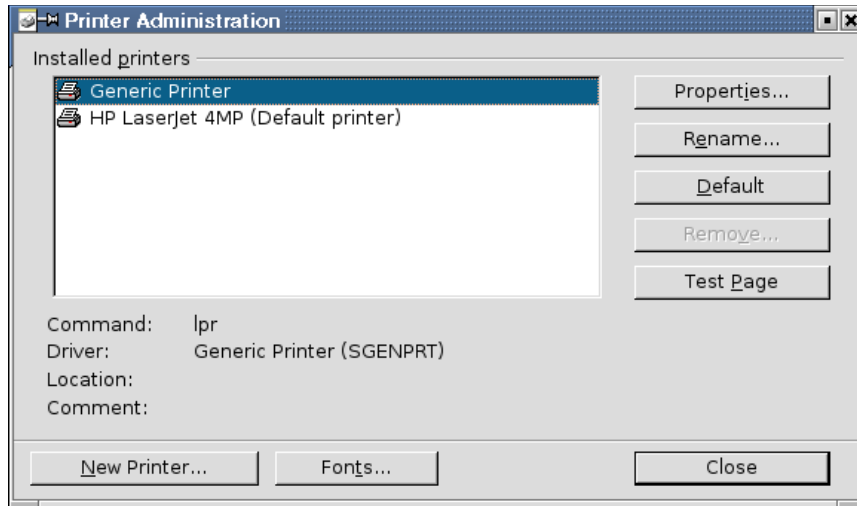 Printer Administration
Installed printers
Generic Printer
HP LaserJet 4MP (Default printer)
Properties...
Rename...
Default
Remove...
Test Page
Command: lpr
Driver: Generic Printer (SGENPRT)
Location:
Comment:
New Printer...
Fonts...
Close